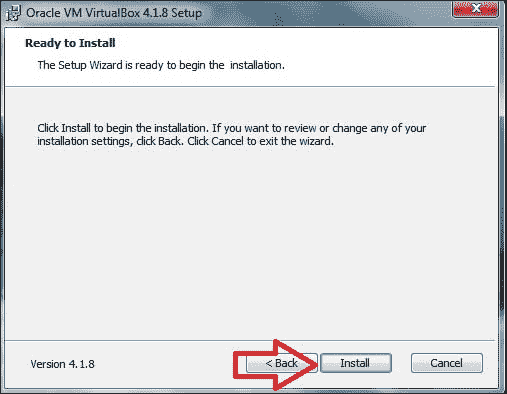 Oracle VM VirtualBox 4.1.8 Setup
Ready to Install
The Setup Wizard is ready to begin the installation.
Click Install to begin the installation. If you want to review or change any of your
installation settings, click Back. Click Cancel to exit the wizard.
Version 4.1.8
< Back
Install
Cancel